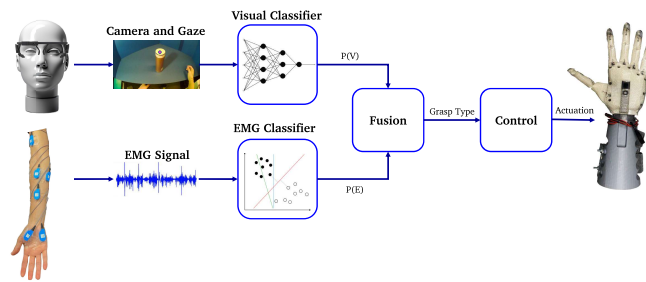 Visual Classifier
Camera and Gaze
P(V)
Fusion
Grasp Type
Control
Actuation
EMG Classifier
EMG Signal
P(E)